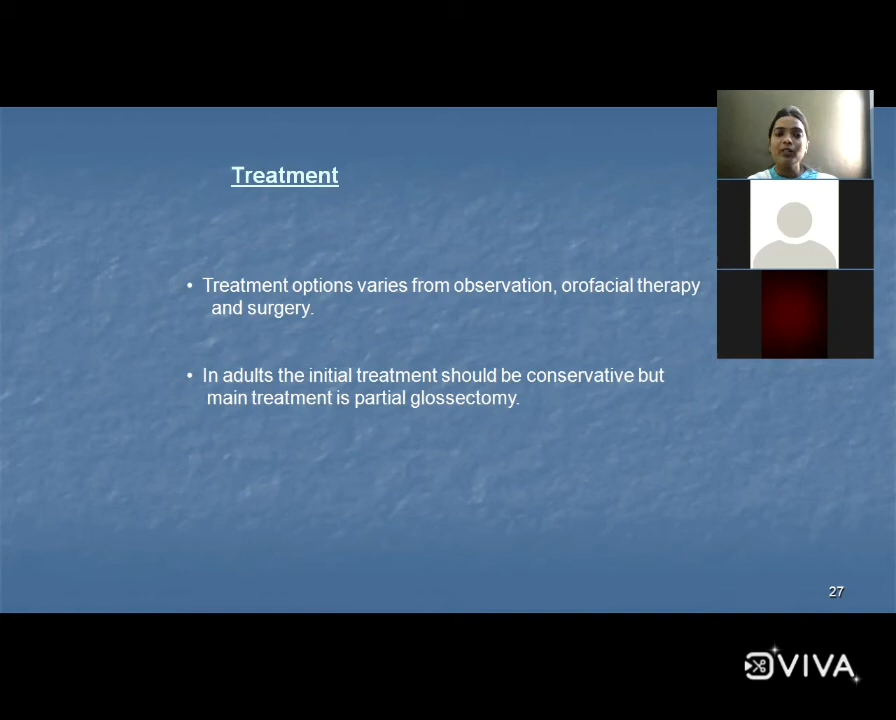 Treatment
• Treatment options varies from observation, orofacial therapy
and surgery.
• In adults the initial treatment should be conservative but
main treatment is partial glossectomy.
27
VIVA